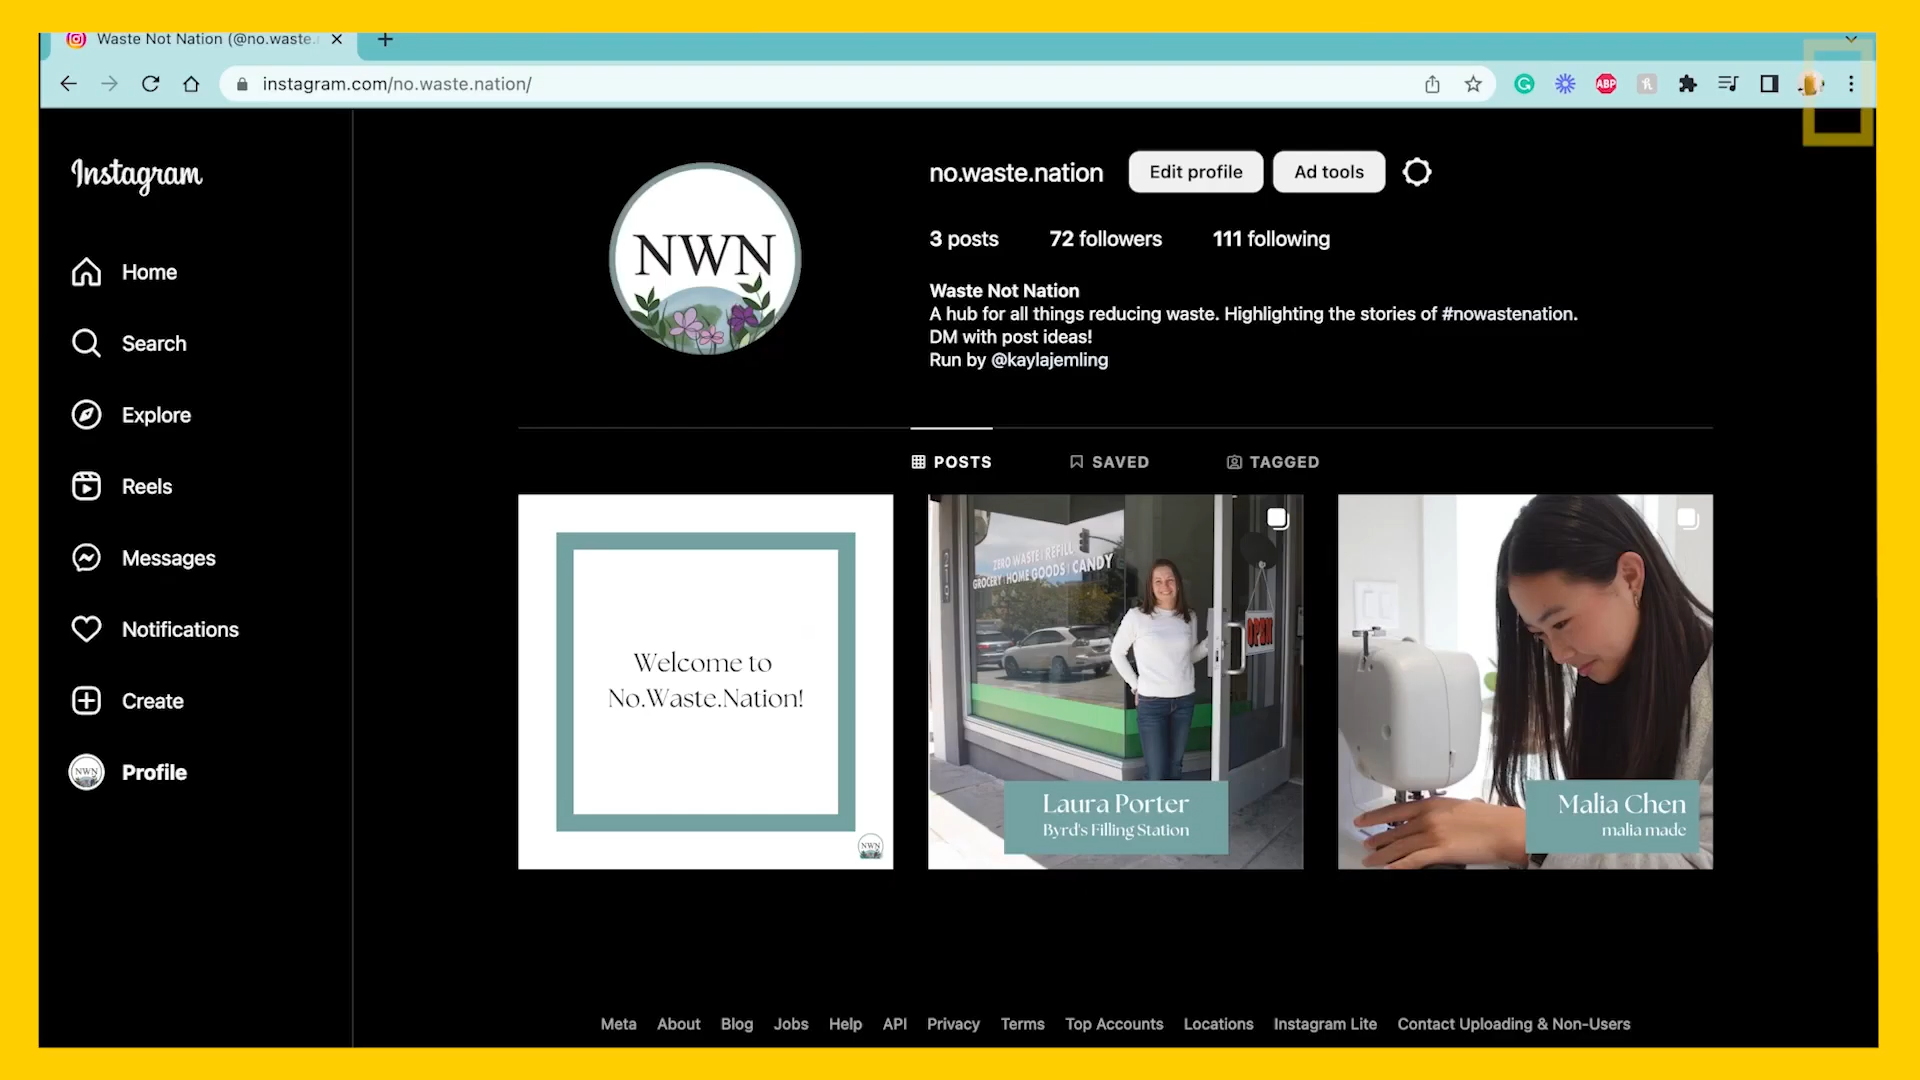 Waste Not Nation (@no.waste.
instagram.com/no.waste.nation/
ABP
Instagram
Home
Search
Explore
Reels
Messages
Notifications
Create
NWN
Profile
NWN
no.waste.nation
Edit profile
Ad tools
3 posts
72 followers
111 following
Waste Not Nation
A hub for all things reducing waste. Highlighting the stories of #nowastenation.
DM with post ideas!
Run by @kaylajemling
POSTS
SAVED
TAGGED
Welcome to
No.Waste.Nation!
NWN
ZERO WASTE | REFILL
GROCERY | HOME GOODS | CANDY
OPEN
Laura Porter
Byrd's Filling Station
Malia Chen
malia made
Meta
About
Blog
Jobs
Help
API
Privacy
Terms
Top Accounts
Locations
Instagram Lite
Contact Uploading & Non-Users